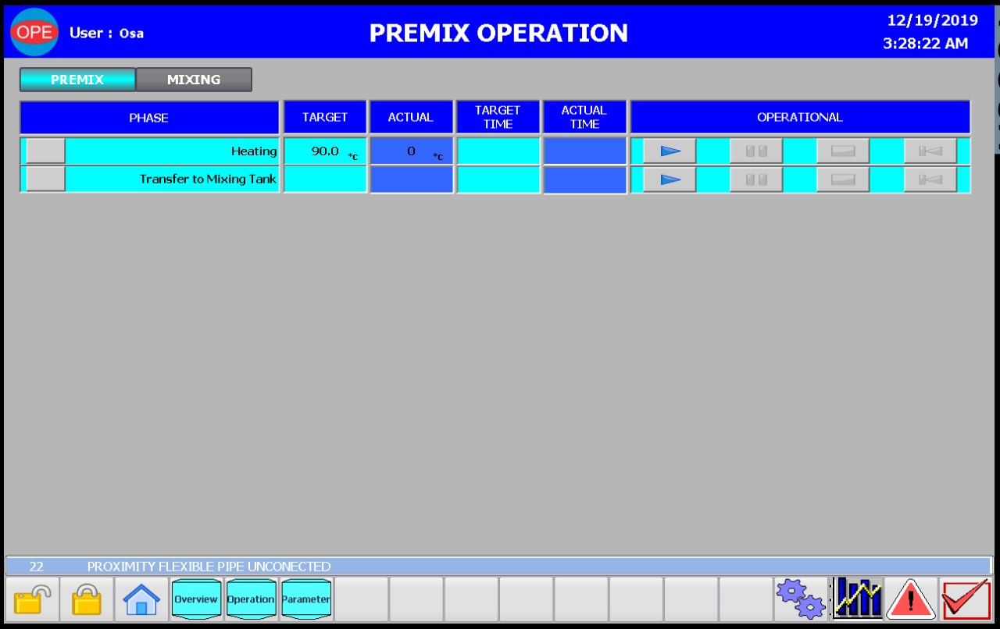 OPE User : Osa PREMIX OPERATION 12/19/2019
3:28:22 AM
PREMIX MIXING
PHASE TARGET ACTUAL TARGET TIME ACTUAL TIME OPERATIONAL
Heating 90.0 °c 0 °c
Transfer to Mixing Tank
22 PROXIMITY FLEXIBLE PIPE UNCONECTED
Overview Operation Parameter